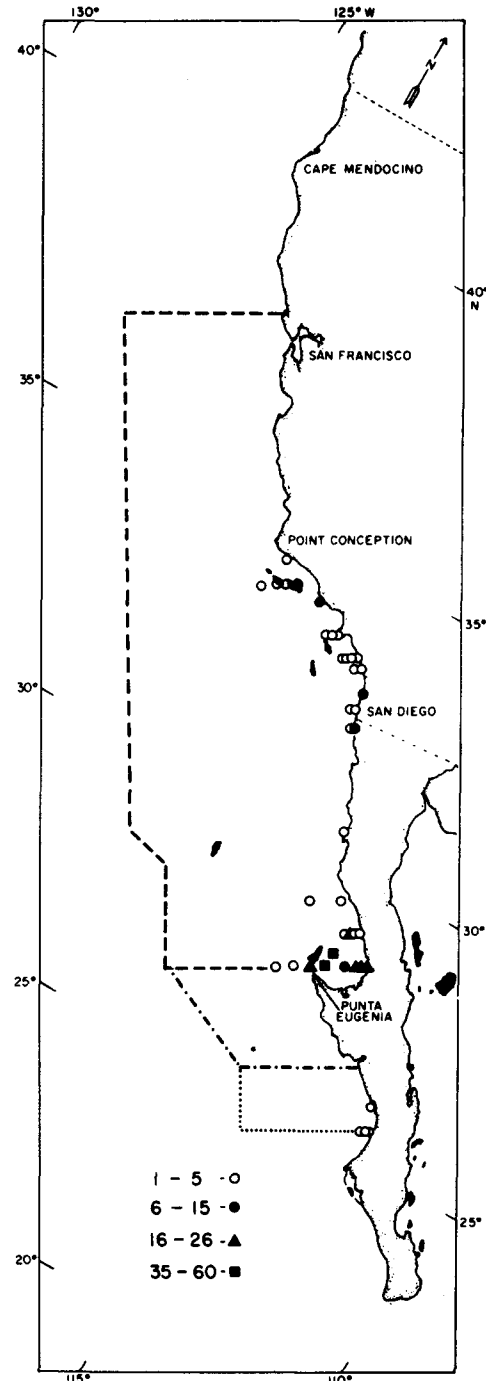 130° 125° W
40°
N
CAPE MENDOCINO
40°
N
SAN FRANCISCO
35°
POINT CONCEPTION
35°
30°
SAN DIEGO
30°
25°
PUNTA
EUGENIA
1 – 5 -
6 – 15 -
16 – 26 -
35 – 60 -
25°
20°
115° 110°